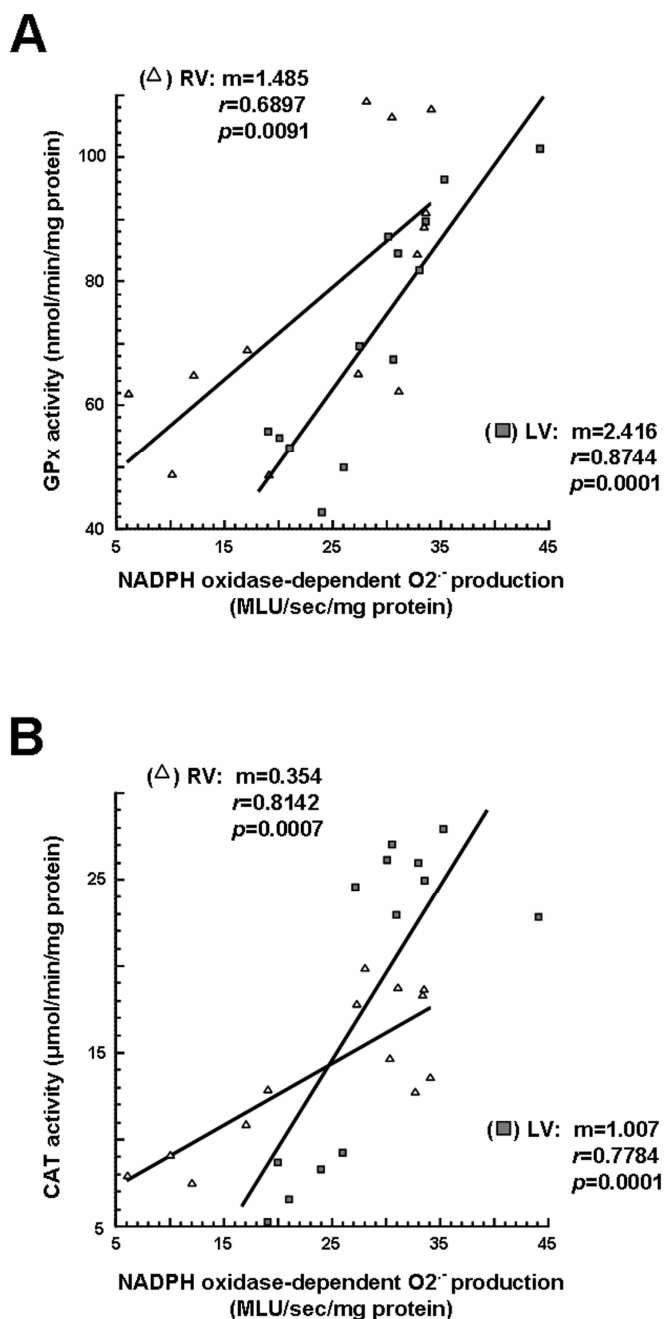 A
(△) RV: m=1.485
r=0.6897
p=0.0091
100
80
60
40
GPx activity (nmol/min/mg protein)
(■) LV: m=2.416
r=0.8744
p=0.0001
5 15 25 35 45
NADPH oxidase-dependent O2·- production
(MLU/sec/mg protein)
B
(△) RV: m=0.354
r=0.8142
p=0.0007
25
15
5
CAT activity (µmol/min/mg protein)
(■) LV: m=1.007
r=0.7784
p=0.0001
5 15 25 35 45
NADPH oxidase-dependent O2·- production
(MLU/sec/mg protein)